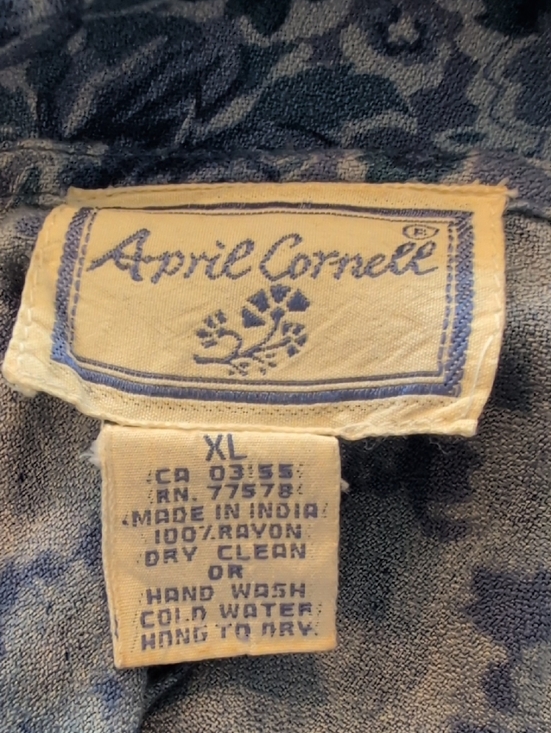 April Cornell ®
XL
CA 03155
RN. 77578
MADE IN INDIA
100% RAYON
DRY CLEAN
OR
HAND WASH
COLD WATER
HANG TO DRY.